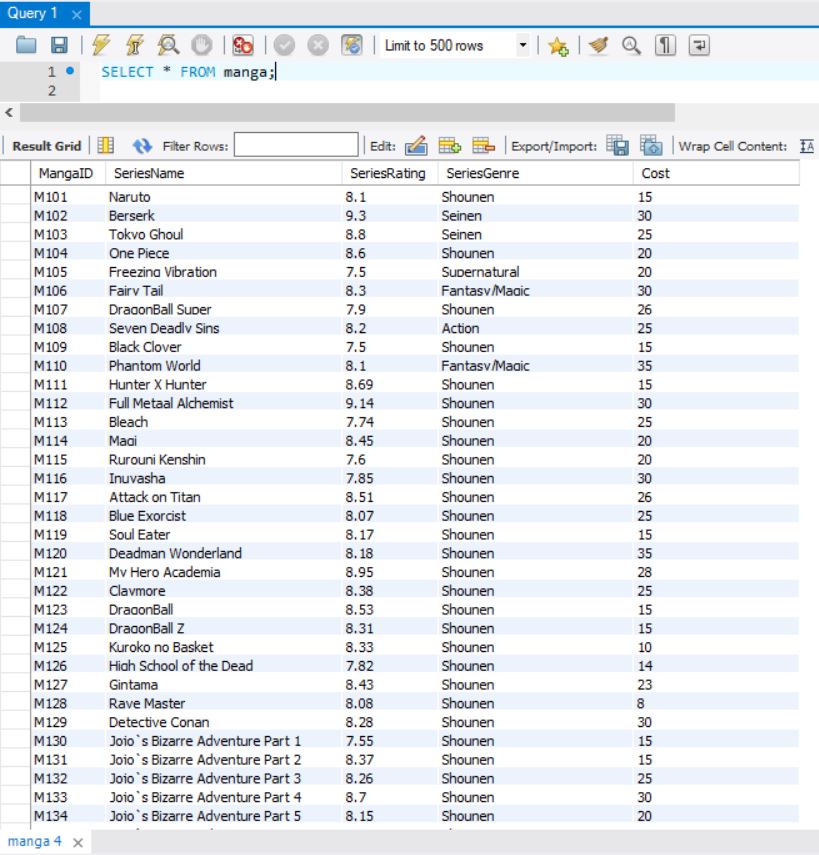 Query 1
Limit to 500 rows
1 SELECT * FROM manga;
2
Result Grid Filter Rows: Edit: Export/Import: Wrap Cell Content: IA
MangaID SeriesName SeriesRating SeriesGenre Cost
M101 Naruto 8.1 Shounen 15
M102 Berserk 9.3 Seinen 30
M103 Tokyo Ghoul 8.8 Seinen 25
M104 One Piece 8.6 Shounen 20
M105 Freezing Vibration 7.5 Supernatural 20
M106 Fairy Tail 8.3 Fantasy/Magic 30
M107 DragonBall Super 7.9 Shounen 26
M108 Seven Deadly Sins 8.2 Action 25
M109 Black Clover 7.5 Shounen 15
M110 Phantom World 8.1 Fantasy/Magic 35
M111 Hunter X Hunter 8.69 Shounen 15
M112 Full Metaal Alchemist 9.14 Shounen 30
M113 Bleach 7.74 Shounen 25
M114 Magi 8.45 Shounen 20
M115 Rurouni Kenshin 7.6 Shounen 20
M116 Inuyasha 7.85 Shounen 30
M117 Attack on Titan 8.51 Shounen 26
M118 Blue Exorcist 8.07 Shounen 25
M119 Soul Eater 8.17 Shounen 15
M120 Deadman Wonderland 8.18 Shounen 35
M121 My Hero Academia 8.95 Shounen 28
M122 Claymore 8.38 Shounen 25
M123 DragonBall 8.53 Shounen 15
M124 DragonBall Z 8.31 Shounen 15
M125 Kuroko no Basket 8.33 Shounen 10
M126 High School of the Dead 7.82 Shounen 14
M127 Gintama 8.43 Shounen 23
M128 Rave Master 8.08 Shounen 8
M129 Detective Conan 8.28 Shounen 30
M130 Jojo`s Bizarre Adventure Part 1 7.55 Shounen 15
M131 Jojo`s Bizarre Adventure Part 2 8.37 Shounen 15
M132 Jojo`s Bizarre Adventure Part 3 8.26 Shounen 25
M133 Jojo`s Bizarre Adventure Part 4 8.7 Shounen 30
M134 Jojo`s Bizarre Adventure Part 5 8.15 Shounen 20
manga 4